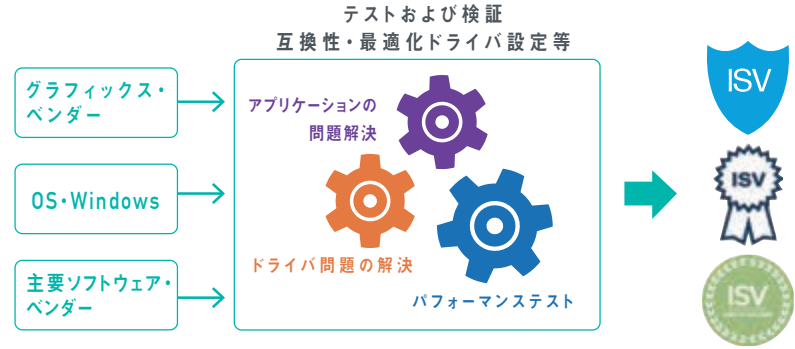 テストおよび検証
互換性・最適化ドライバ設定等
グラフィックス・
ベンダー
OS・Windows
主要ソフトウェア・
ベンダー
アプリケーションの
問題解決
ドライバ問題の解決
パフォーマンステスト
ISV
ISV
ISV